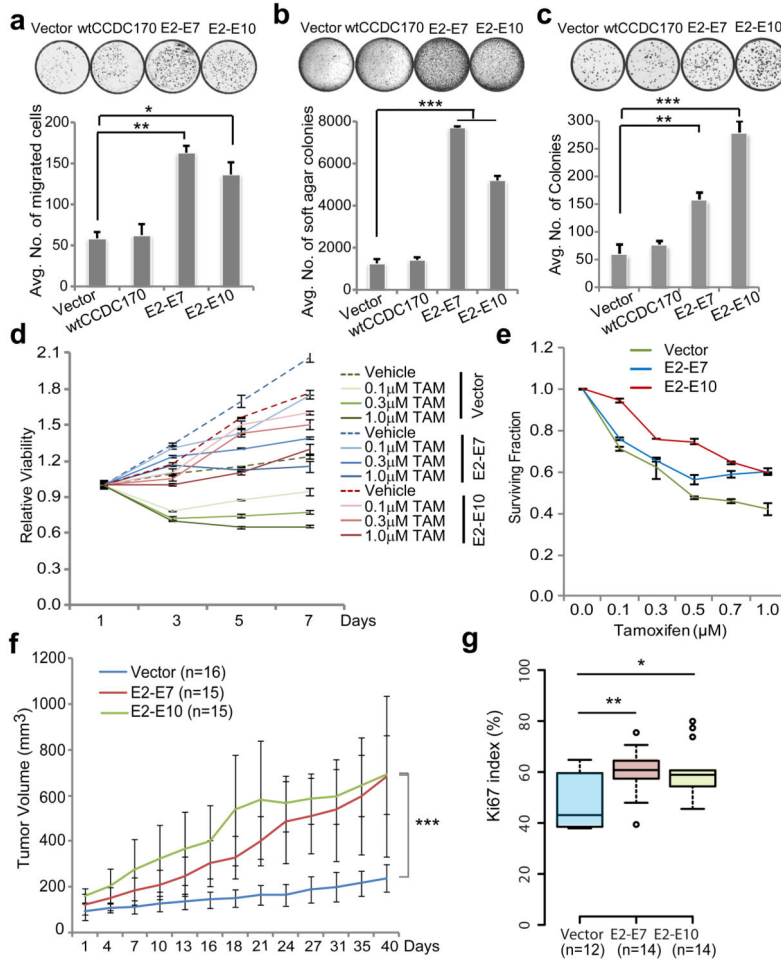 a
Vector wtCCDC170 E2-E7 E2-E10
Avg. No. of migrated cells
200
150
100
50
0
*
**
Vector
wtCCDC170
E2-E7
E2-E10
b
Vector wtCCDC170 E2-E7 E2-E10
Avg. No. of soft agar colonies
8000
6000
4000
2000
0
***
Vector
wtCCDC170
E2-E7
E2-E10
c
Vector wtCCDC170 E2-E7 E2-E10
Avg. No. of Colonies
300
250
200
150
100
50
0
***
**
Vector
wtCCDC170
E2-E7
E2-E10
d
Relative Viability
2.1
1.8
1.5
1.2
0.9
0.6
0.3
0.0
1 3 5 7 Days
Vehicle
0.1μM TAM
0.3μM TAM
1.0μM TAM
Vector
Vehicle
0.1μM TAM
0.3μM TAM
1.0μM TAM
E2-E7
Vehicle
0.1μM TAM
0.3μM TAM
1.0μM TAM
E2-E10
e
Surviving Fraction
1.2
1.0
0.8
0.6
0.4
0.2
0.0
Vector
E2-E7
E2-E10
0.0 0.1 0.3 0.5 0.7 1.0
Tamoxifen (μM)
f
Tumor Volume (mm3)
1200
1000
800
600
400
200
0
Vector (n=16)
E2-E7 (n=15)
E2-E10 (n=15)
***
1 4 7 10 13 16 18 21 24 27 31 35 40 Days
g
Ki67 index (%)
100
80
60
40
20
0
*
**
Vector E2-E7 E2-E10
(n=12) (n=14) (n=14)